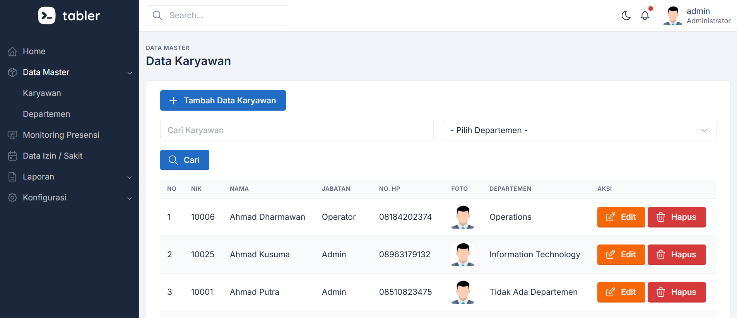 tabler
Search...
admin
Administrator
Home
Data Master
Karyawan
Departemen
Monitoring Presensi
Data Izin / Sakit
Laporan
Konfigurasi
DATA MASTER
Data Karyawan
Tambah Data Karyawan
Cari Karyawan
- Pilih Departemen -
Cari
NO NIK NAMA JABATAN NO. HP FOTO DEPARTEMEN AKSI
1 10006 Ahmad Dharmawan Operator 08184202374 Operations Edit Hapus
2 10025 Ahmad Kusuma Admin 08963179132 Information Technology Edit Hapus
3 10001 Ahmad Putra Admin 08510823475 Tidak Ada Departemen Edit Hapus